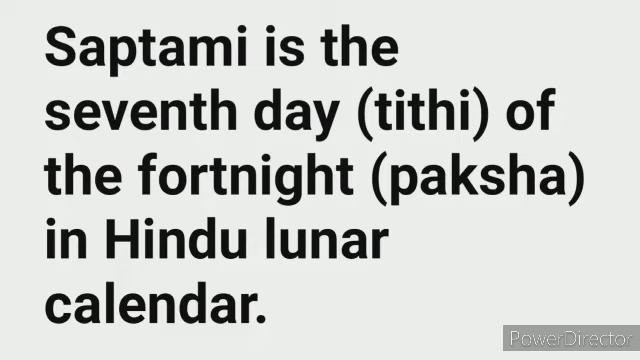 Saptami is the
seventh day (tithi) of
the fortnight (paksha)
in Hindu lunar
calendar.
PowerDirector